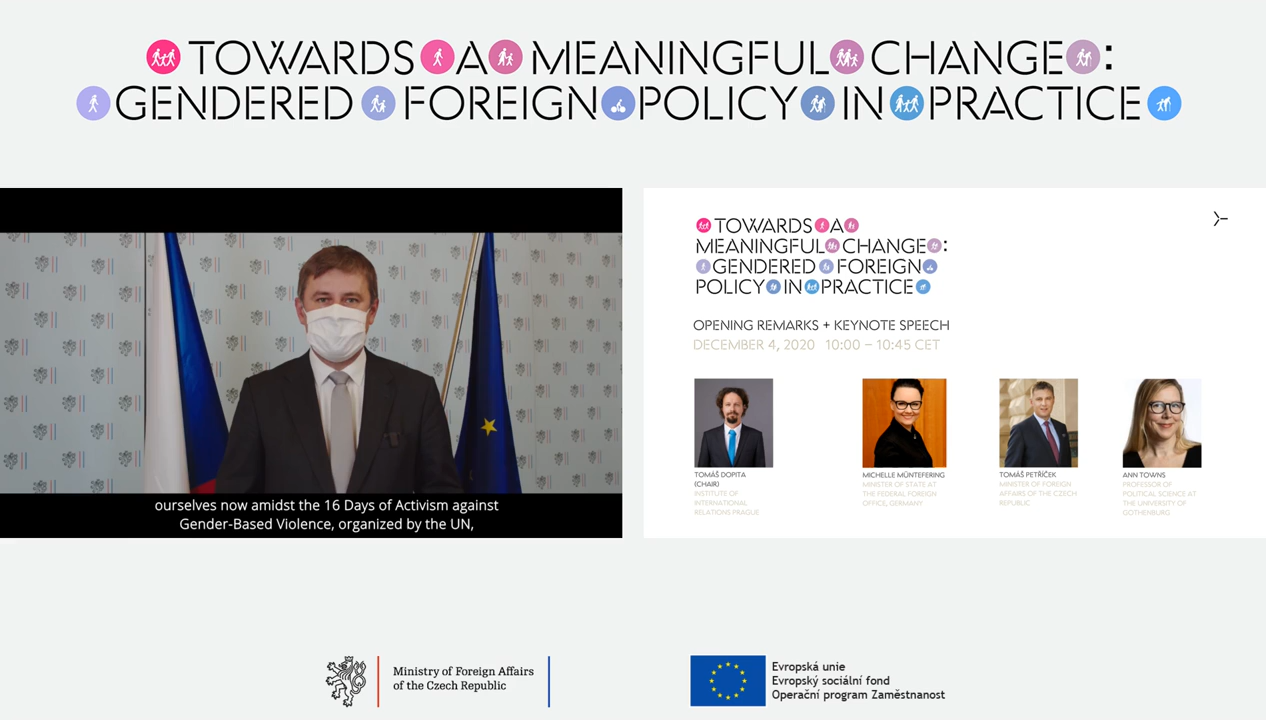 TOWARDS A MEANINGFUL CHANGE:
GENDERED FOREIGN POLICY IN PRACTICE
ourselves now amidst the 16 Days of Activism against
Gender-Based Violence, organized by the UN,
TOWARDS A
MEANINGFUL CHANGE:
GENDERED FOREIGN
POLICY IN PRACTICE
OPENING REMARKS + KEYNOTE SPEECH
DECEMBER 4, 2020 10:00 – 10:45 CET
TOMÁŠ DOPITA
(CHAIR)
INSTITUTE OF
INTERNATIONAL
RELATIONS PRAGUE
MICHELLE MÜNTEFERING
MINISTER OF STATE AT
THE FEDERAL FOREIGN
OFFICE, GERMANY
TOMÁŠ PETŘÍČEK
MINISTER OF FOREIGN
AFFAIRS OF THE CZECH
REPUBLIC
ANN TOWNS
PROFESSOR OF
POLITICAL SCIENCE AT
THE UNIVERSITY OF
GOTHENBURG
Ministry of Foreign Affairs
of the Czech Republic
Evropská unie
Evropský sociální fond
Operační program Zaměstnanost